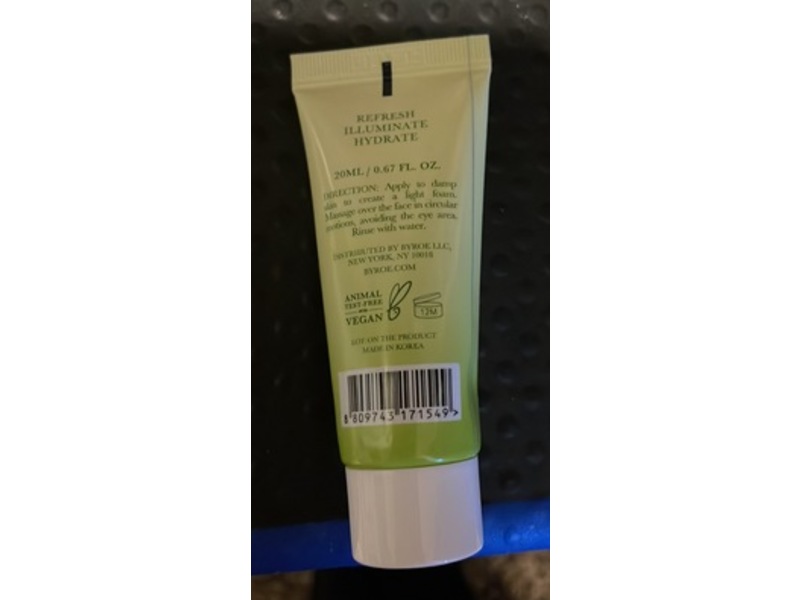 REFRESH
ILLUMINATE
HYDRATE
20ML / 0.67 FL. OZ.
DIRECTION: Apply to damp
skin to create a light foam.
Massage over the face in circular
motions, avoiding the eye area.
Rinse with water.
DISTRIBUTED BY BYROE LLC,
NEW YORK, NY 10018
BYROE.COM
ANIMAL
TEST-FREE
VEGAN
12M
LOT ON THE PRODUCT
MADE IN KOREA
8 809743 171549 >